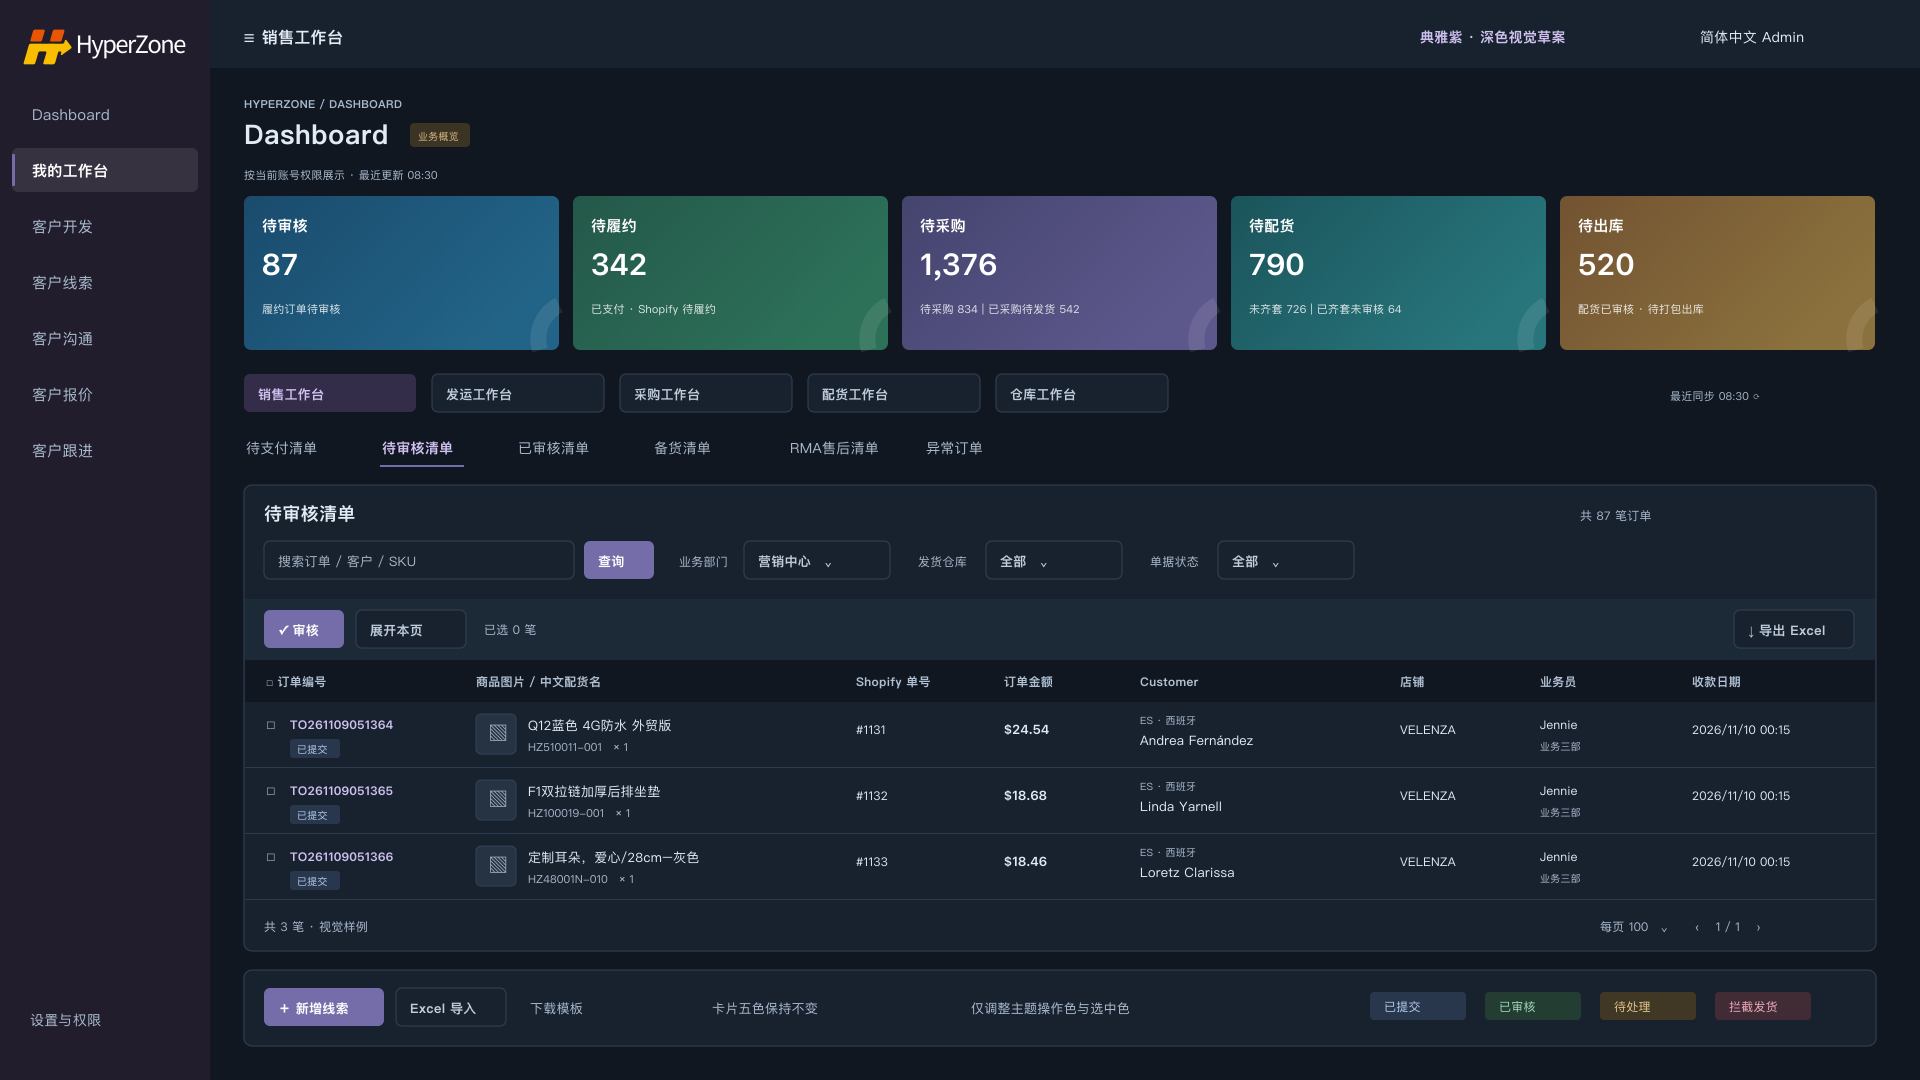 HyperZone
Dashboard
我的工作台
客户开发
客户线索
客户沟通
客户报价
客户跟进
设置与权限
≡ 销售工作台
典雅紫 · 深色视觉草案
简体中文 Admin
HYPERZONE / DASHBOARD
Dashboard 业务概览
按当前账号权限展示 · 最近更新 08:30
待审核
87
履约订单待审核
待履约
342
已支付 · Shopify 待履约
待采购
1,376
待采购 834 | 已采购待发货 542
待配货
790
未齐套 726 | 已齐套未审核 64
待出库
520
配货已审核 · 待打包出库
销售工作台 发运工作台 采购工作台 配货工作台 仓库工作台 最近同步 08:30
待支付清单 待审核清单 已审核清单 备货清单 RMA售后清单 异常订单
待审核清单 共 87 笔订单
搜索订单 / 客户 / SKU 查询 业务部门 营销中心 发货仓库 全部 单据状态 全部
✓ 审核 展开本页 已选 0 笔 ↓ 导出 Excel
订单编号 商品图片 / 中文配货名 Shopify 单号 订单金额 Customer 店铺 业务员 收款日期
TO261109051364 已提交 Q12蓝色 4G防水 外贸版 HZ510011-001 × 1 #1131 $24.54 ES · 西班牙 Andrea Fernández VELENZA Jennie 业务三部 2026/11/10 00:15
TO261109051365 已提交 F1双拉链加厚后排坐垫 HZ100019-001 × 1 #1132 $18.68 ES · 西班牙 Linda Yarnell VELENZA Jennie 业务三部 2026/11/10 00:15
TO261109051366 已提交 定制耳朵，爱心/28cm—灰色 HZ48001N-010 × 1 #1133 $18.46 ES · 西班牙 Loretz Clarissa VELENZA Jennie 业务三部 2026/11/10 00:15
共 3 笔 · 视觉样例 每页 100 ‹ 1 / 1 ›
+ 新增线索 Excel 导入 下载模板 卡片五色保持不变 仅调整主题操作色与选中色 已提交 已审核 待处理 拦截发货